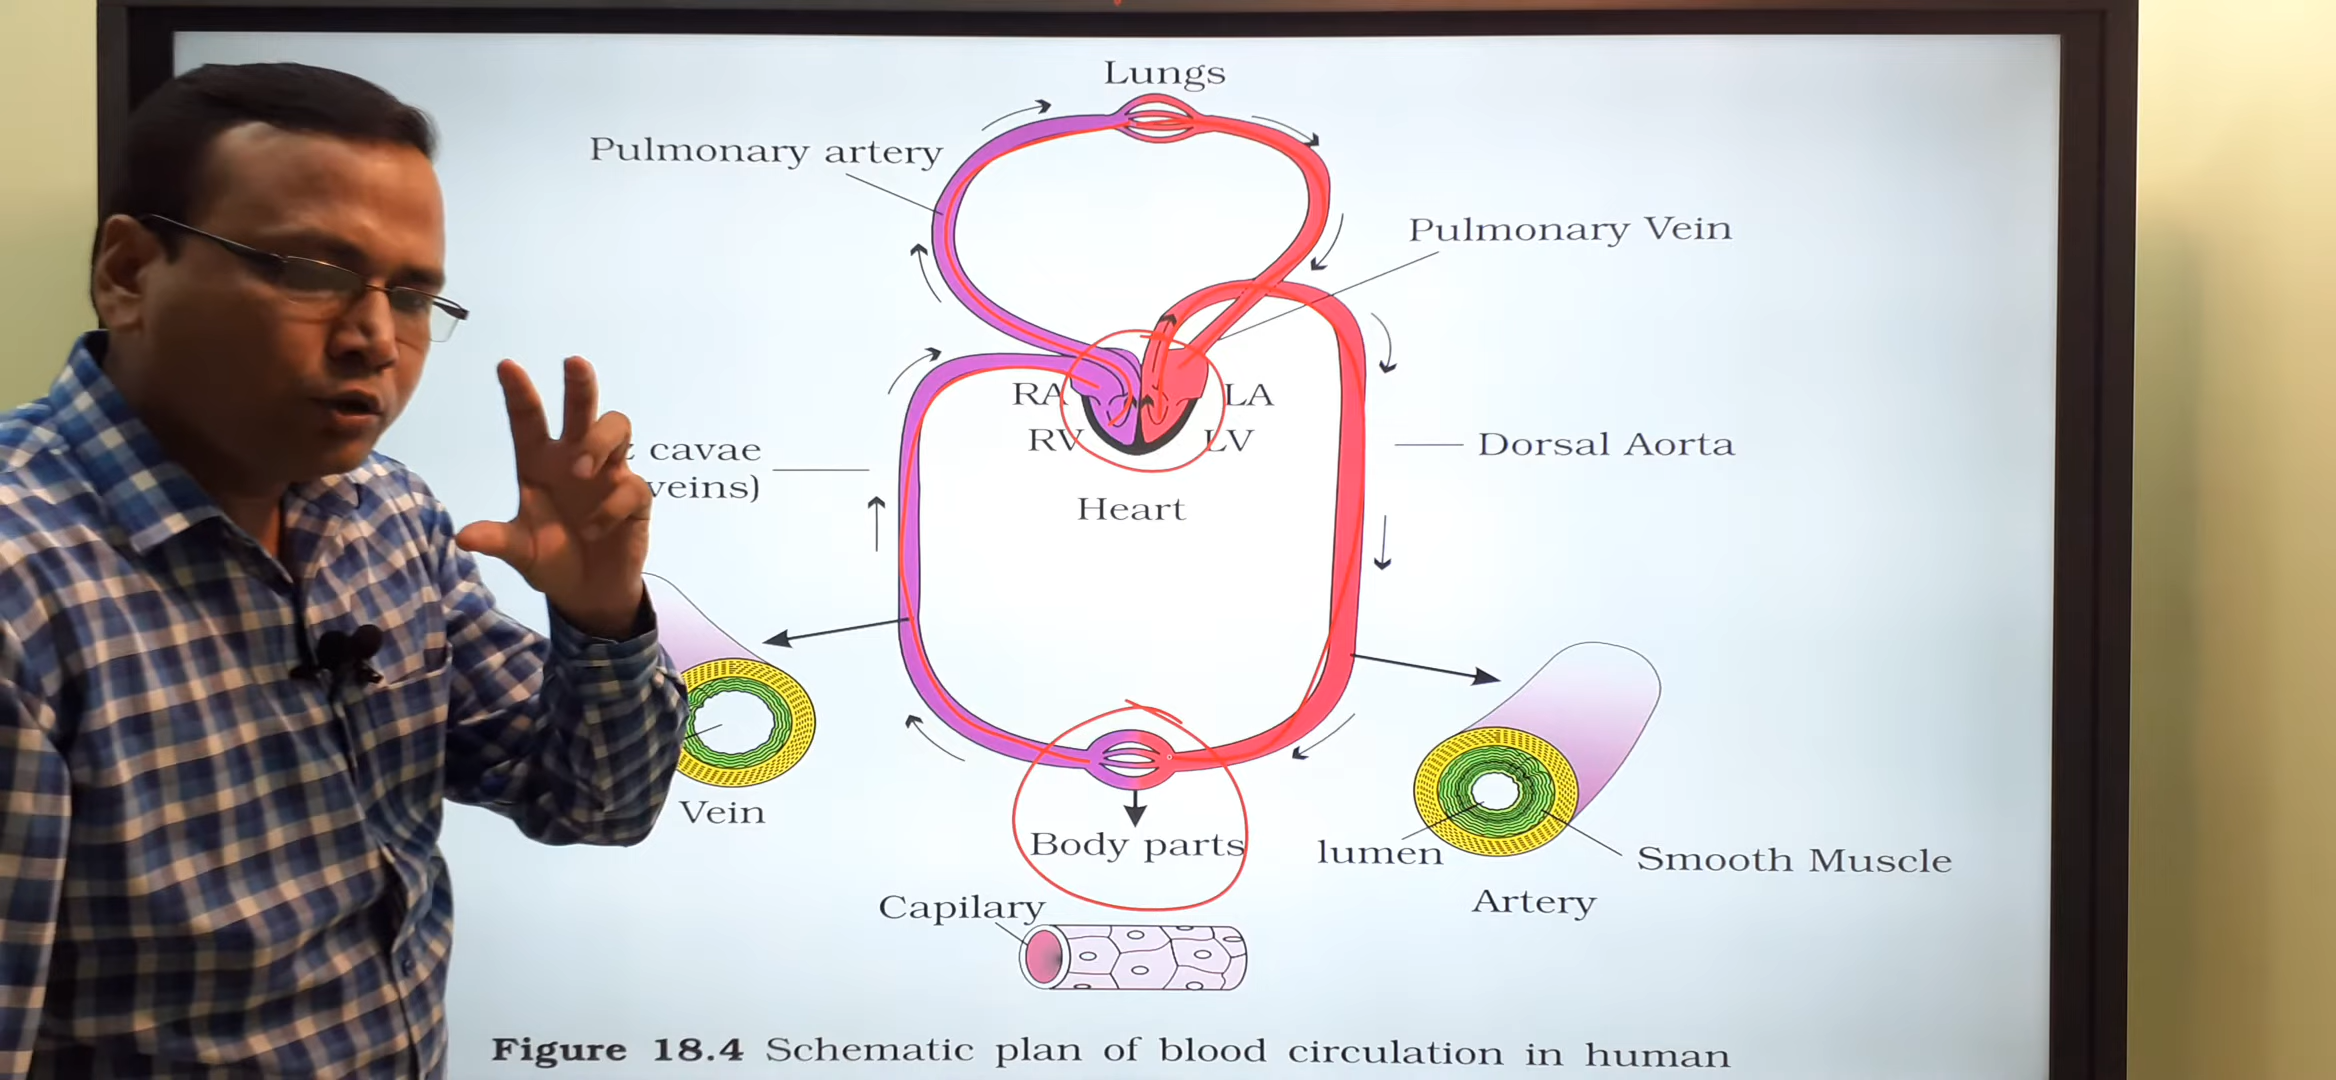 Lungs
Pulmonary artery
Pulmonary Vein
RA
LA
RV
LV
cavae
veins)
Dorsal Aorta
Heart
Vein
Body parts
lumen
Smooth Muscle
Capilary
Artery
Figure 18.4 Schematic plan of blood circulation in human